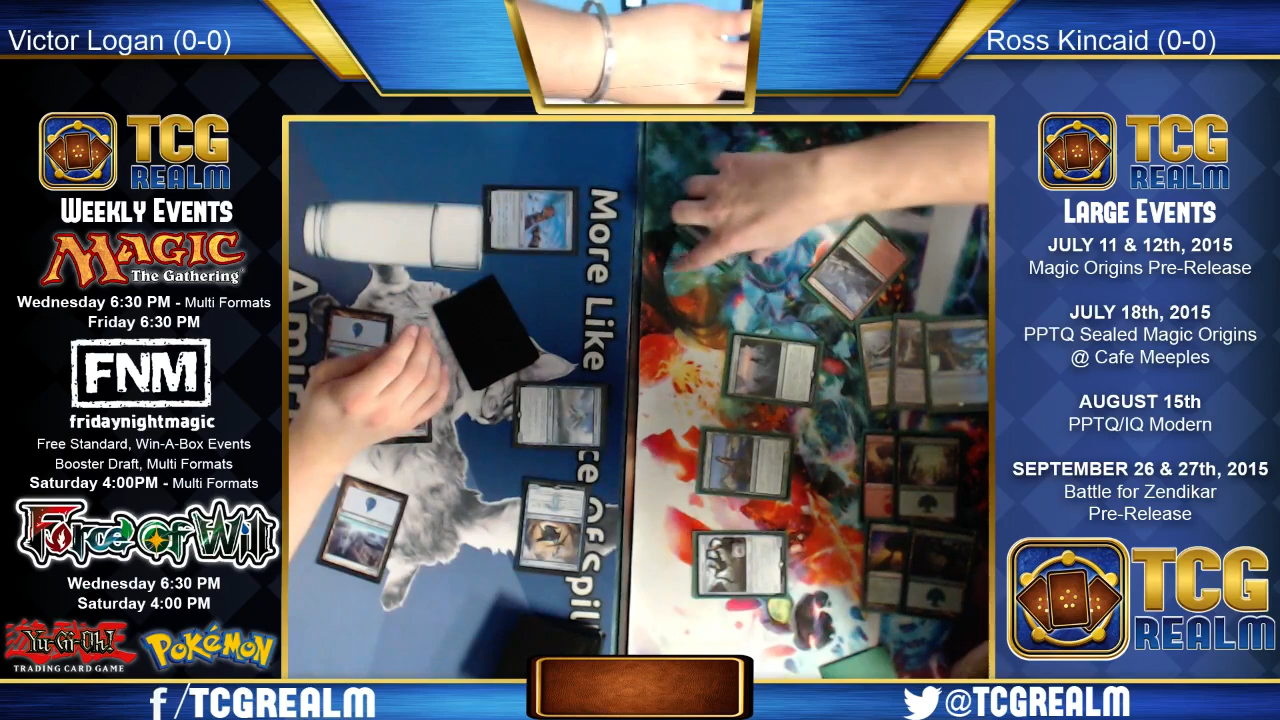 Victor Logan (0-0)
Ross Kincaid (0-0)
TCG
REALM
WEEKLY EVENTS
MAGIC
The Gathering
Wednesday 6:30 PM - Multi Formats
Friday 6:30 PM
FNM
fridaynightmagic
Free Standard, Win-A-Box Events
Booster Draft, Multi Formats
Saturday 4:00PM - Multi Formats
Force of Will
Wednesday 6:30 PM
Saturday 4:00 PM
Yu-Gi-Oh!
TRADING CARD GAME
POKéMON
More Like
TCG
REALM
LARGE EVENTS
JULY 11 & 12th, 2015
Magic Origins Pre-Release
JULY 18th, 2015
PPTQ Sealed Magic Origins
@ Cafe Meeples
AUGUST 15th
PPTQ/IQ Modern
SEPTEMBER 26 & 27th, 2015
Battle for Zendikar
Pre-Release
TCG
REALM
f/TCGREALM
@TCGREALM